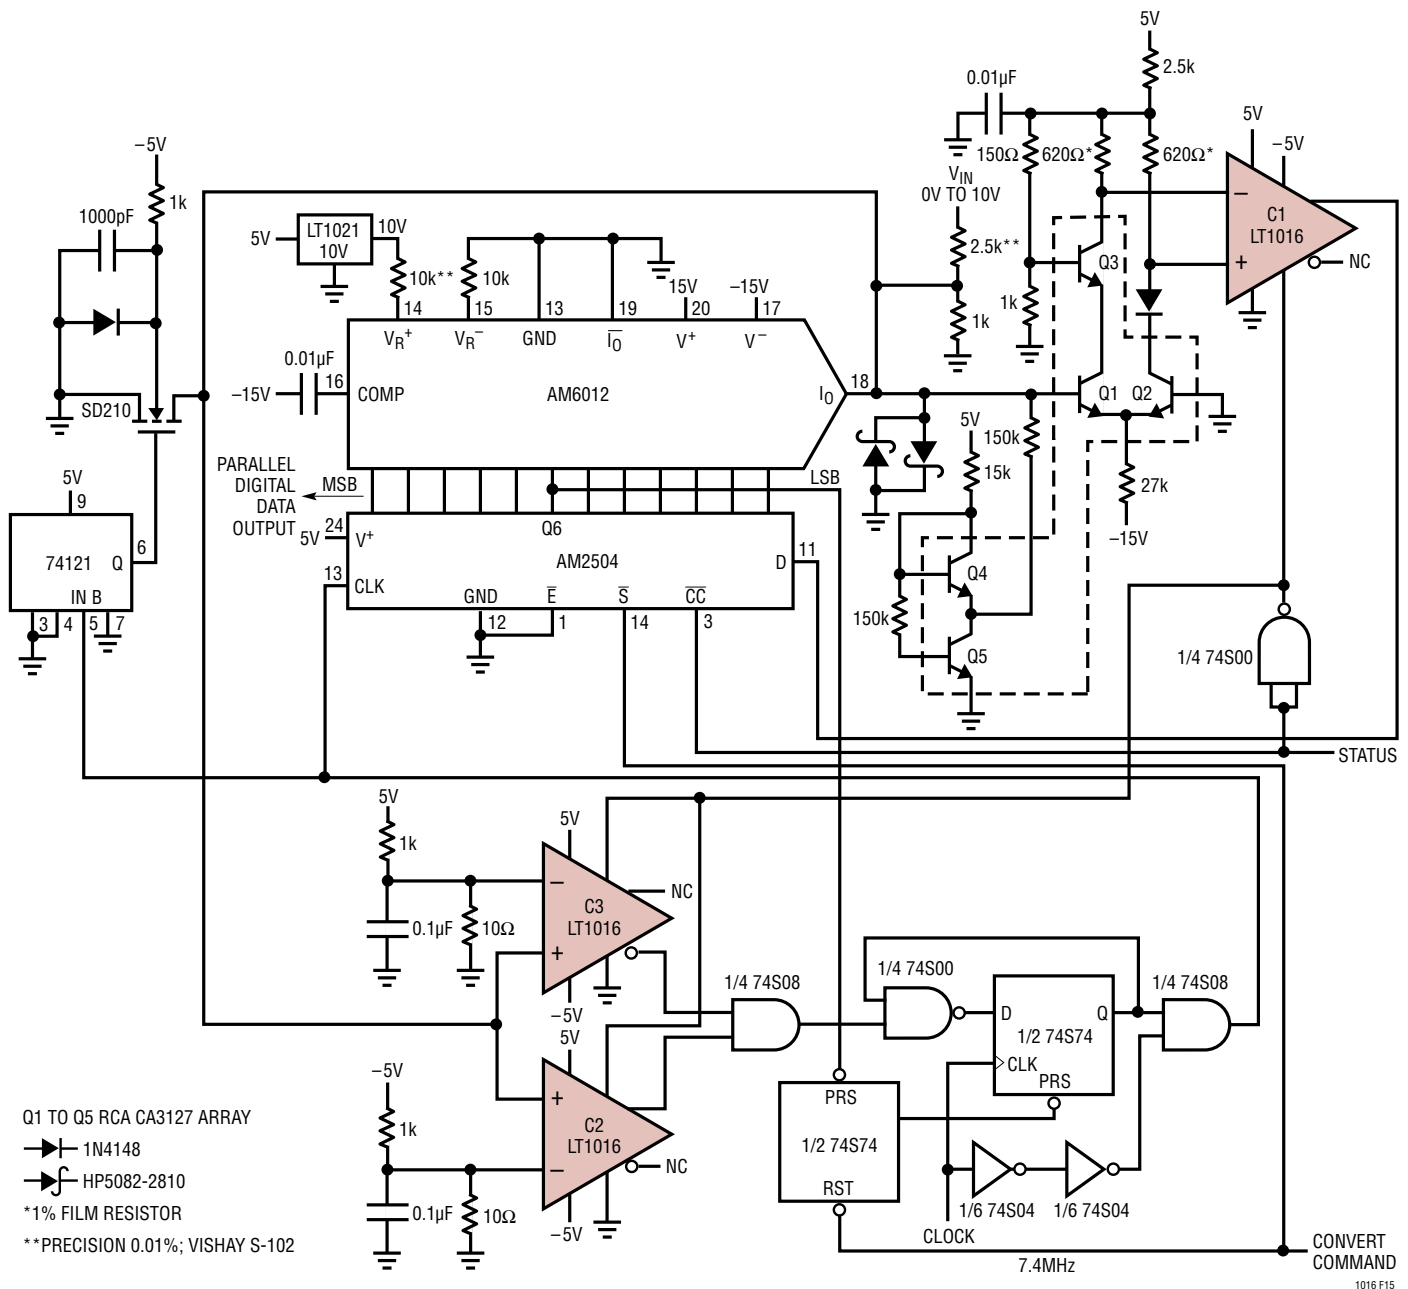 5V
2.5k
0.01µF
150Ω
620Ω*
620Ω*
5V
–5V
–
C1
LT1016
+
NC
VIN
0V TO 10V
2.5k**
1k
1k
Q3
Q1
Q2
27k
–15V
–5V
1k
1000pF
SD210
LT1021
10V
5V
10V
10k**
10k
15V
–15V
14
15
13
19
20
17
VR+
VR–
GND
IO
V+
V–
0.01µF
–15V
16
COMP
AM6012
IO
18
5V
15k
150k
150k
Q4
Q5
PARALLEL
DIGITAL
DATA
OUTPUT
MSB
LSB
5V
9
6
74121
Q
IN B
3
4
5
7
5V
24
V+
Q6
AM2504
D
11
13
CLK
GND
E
S
CC
12
1
14
3
1/4 74S00
STATUS
5V
1k
0.1µF
10Ω
5V
–
C3
LT1016
+
NC
–5V
5V
+
C2
LT1016
–
NC
–5V
–5V
1k
0.1µF
10Ω
1/4 74S08
1/4 74S00
D
Q
1/2 74S74
CLK
PRS
1/4 74S08
PRS
1/2 74S74
RST
1/6 74S04
1/6 74S04
CLOCK
7.4MHz
CONVERT
COMMAND
Q1 TO Q5 RCA CA3127 ARRAY
1N4148
HP5082-2810
*1% FILM RESISTOR
**PRECISION 0.01%; VISHAY S-102
1016 F15